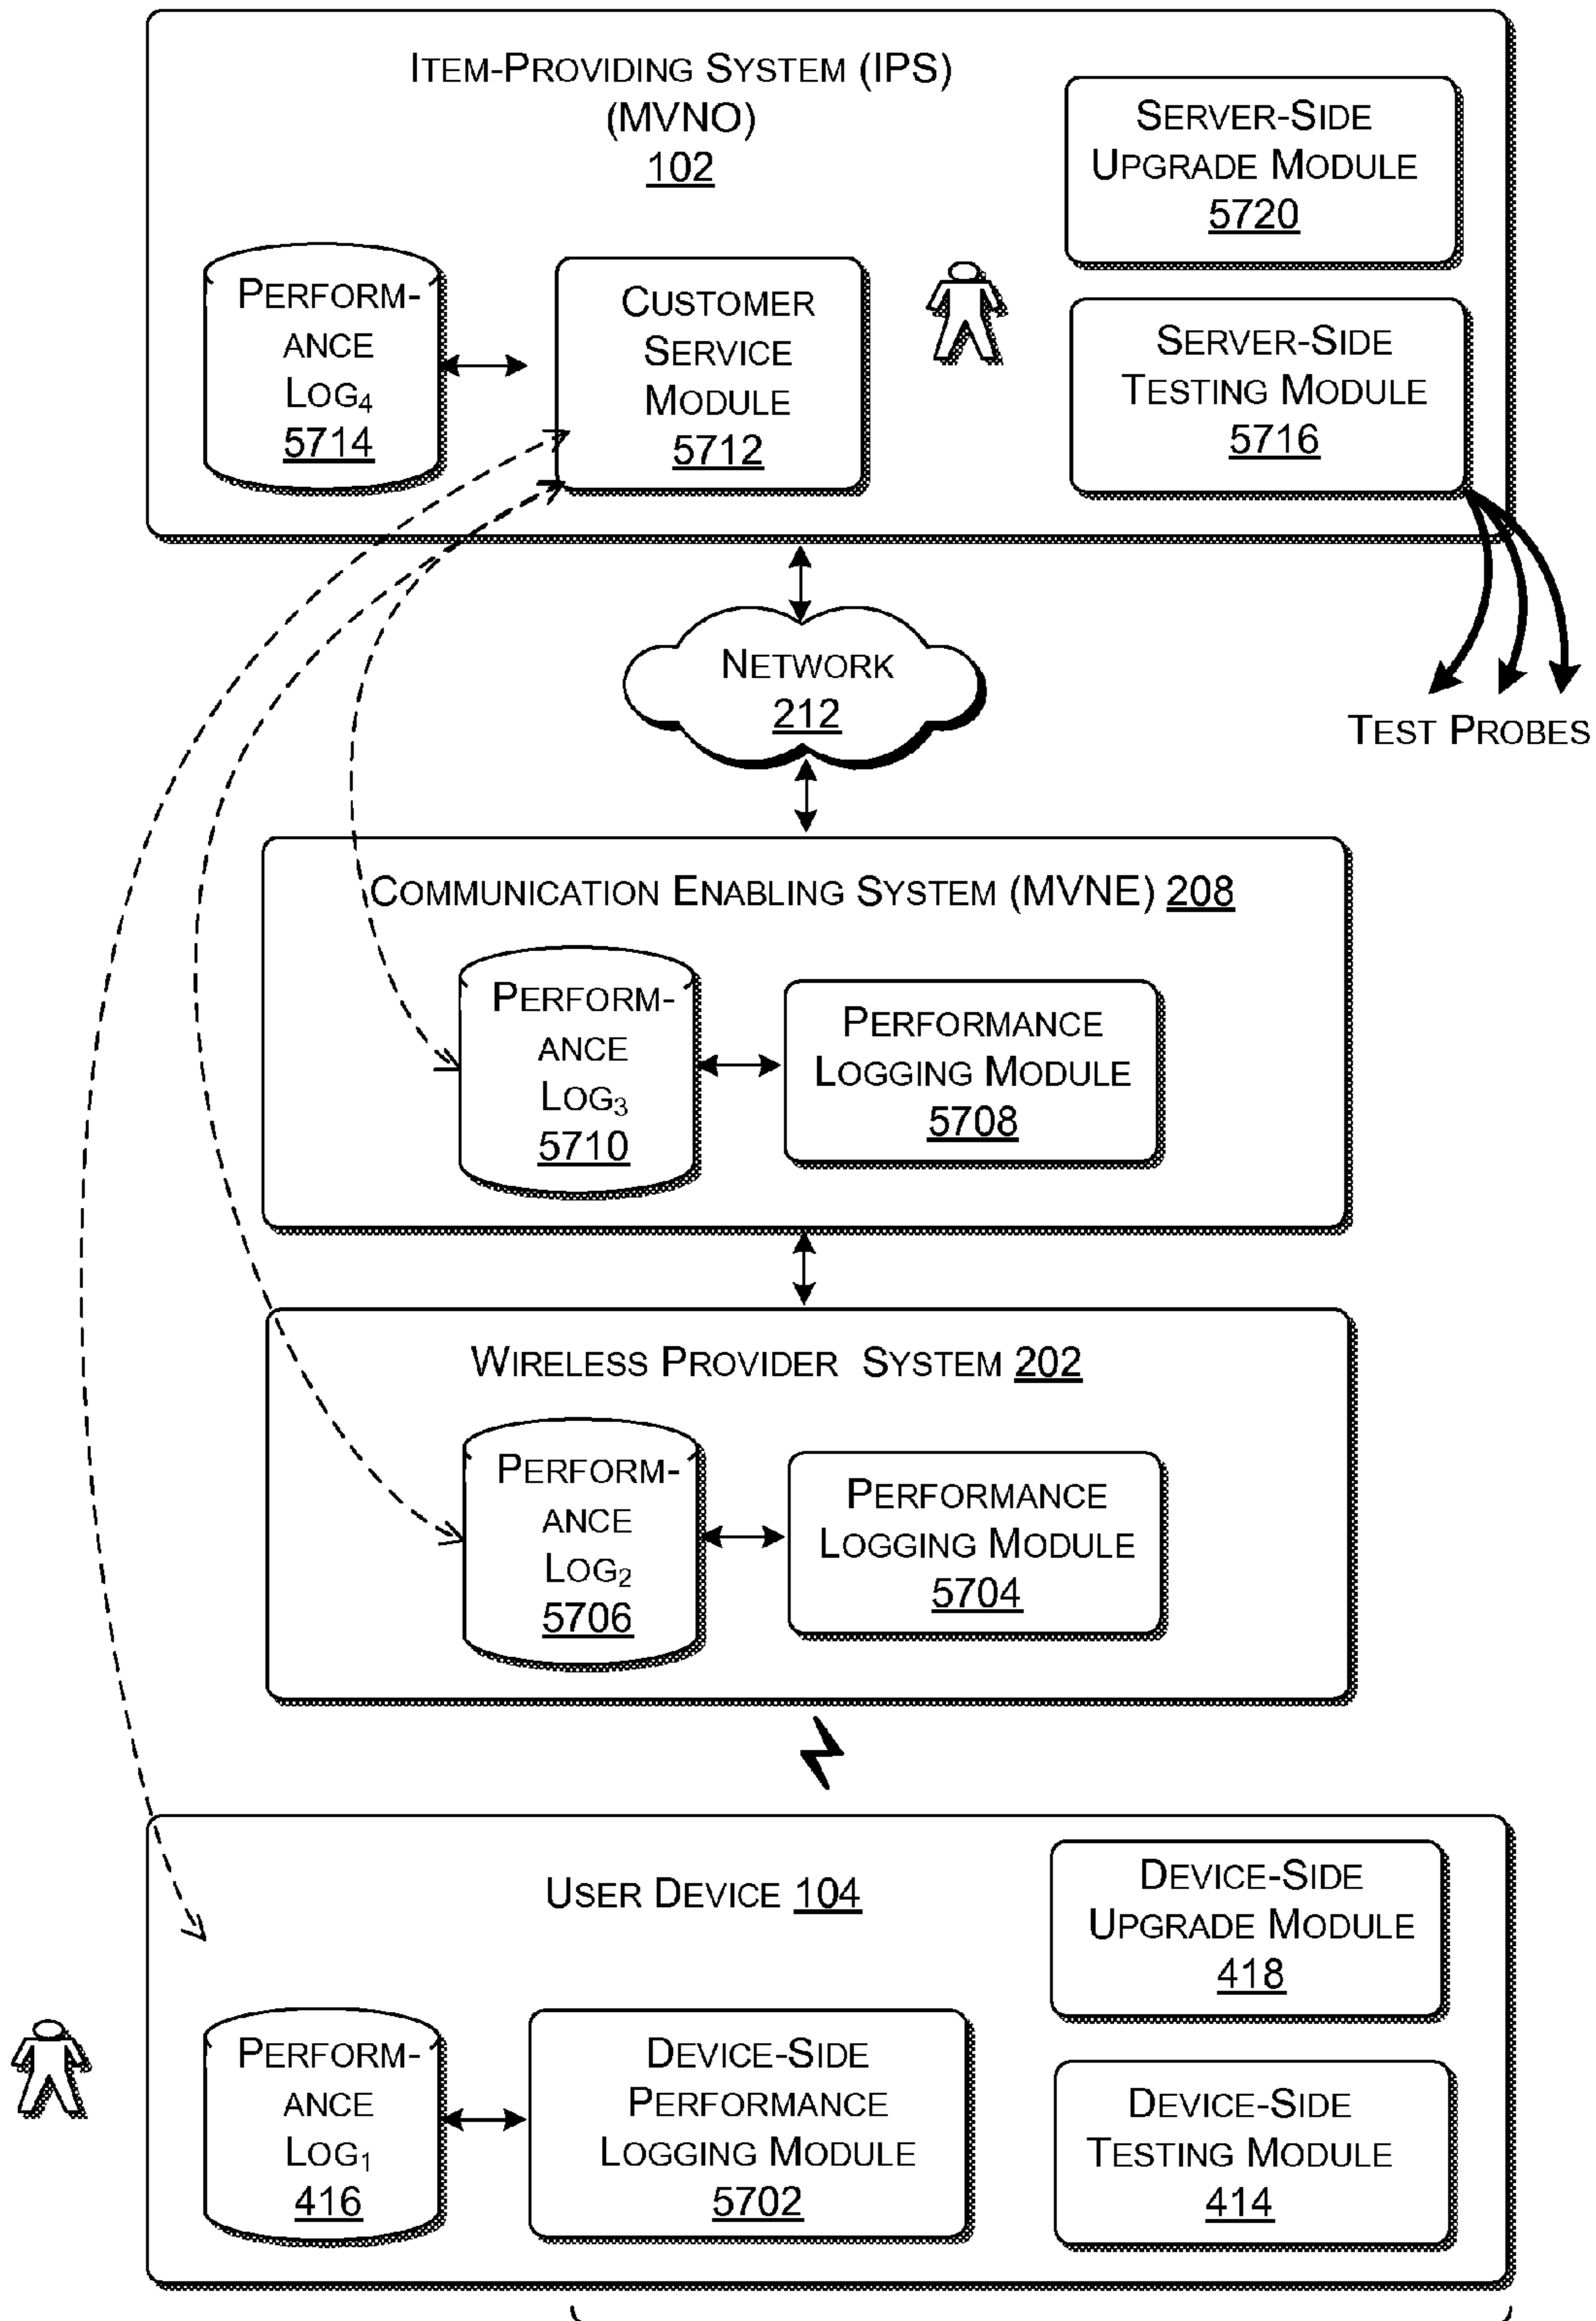 ITEM-PROVIDING SYSTEM (IPS)
(MVNO)
102
SERVER-SIDE
UPGRADE MODULE
5720
PERFORM-
ANCE
LOG4
5714
CUSTOMER
SERVICE
MODULE
5712
SERVER-SIDE
TESTING MODULE
5716
NETWORK
212
TEST PROBES
COMMUNICATION ENABLING SYSTEM (MVNE) 208
PERFORM-
ANCE
LOG3
5710
PERFORMANCE
LOGGING MODULE
5708
WIRELESS PROVIDER SYSTEM 202
PERFORM-
ANCE
LOG2
5706
PERFORMANCE
LOGGING MODULE
5704
USER DEVICE 104
DEVICE-SIDE
UPGRADE MODULE
418
PERFORM-
ANCE
LOG1
416
DEVICE-SIDE
PERFORMANCE
LOGGING MODULE
5702
DEVICE-SIDE
TESTING MODULE
414